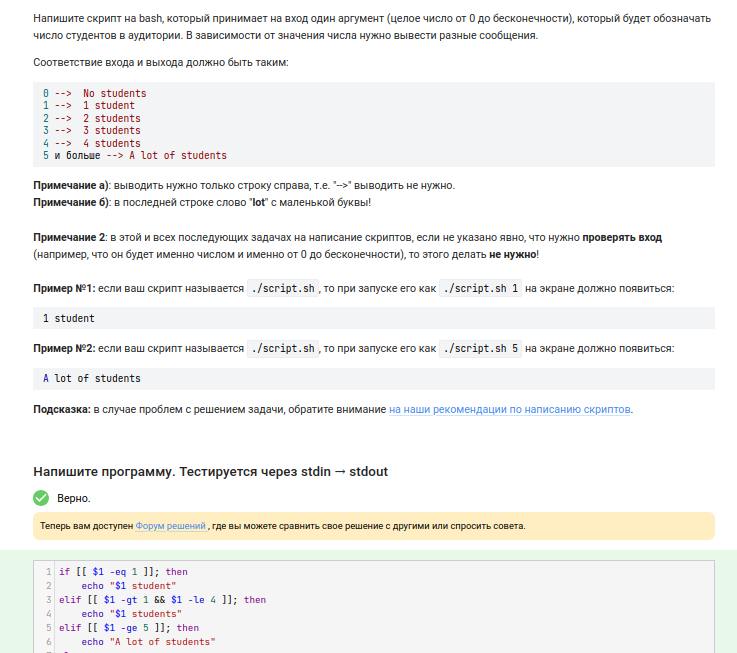 Напишите скрипт на bash, который принимает на вход один аргумент (целое число от 0 до бесконечности), который будет обозначать
число студентов в аудитории. В зависимости от значения числа нужно вывести разные сообщения.
Соответствие входа и выхода должно быть таким:
0 -->  No students
1 -->  1 student
2 -->  2 students
3 -->  3 students
4 -->  4 students
5 и больше --> A lot of students
Примечание а): выводить нужно только строку справа, т.е. "-->" выводить не нужно.
Примечание б): в последней строке слово "lot" с маленькой буквы!
Примечание 2: в этой и всех последующих задачах на написание скриптов, если не указано явно, что нужно проверять вход
(например, что он будет именно числом и именно от 0 до бесконечности), то этого делать не нужно!
Пример №1: если ваш скрипт называется ./script.sh , то при запуске его как ./script.sh 1 на экране должно появиться:
1 student
Пример №2: если ваш скрипт называется ./script.sh , то при запуске его как ./script.sh 5 на экране должно появиться:
A lot of students
Подсказка: в случае проблем с решением задачи, обратите внимание на наши рекомендации по написанию скриптов.
Напишите программу. Тестируется через stdin → stdout
Верно.
Теперь вам доступен Форум решений , где вы можете сравнить свое решение с другими или спросить совета.
1 if [[ $1 -eq 1 ]]; then
2     echo "$1 student"
3 elif [[ $1 -gt 1 && $1 -le 4 ]]; then
4     echo "$1 students"
5 elif [[ $1 -ge 5 ]]; then
6     echo "A lot of students"